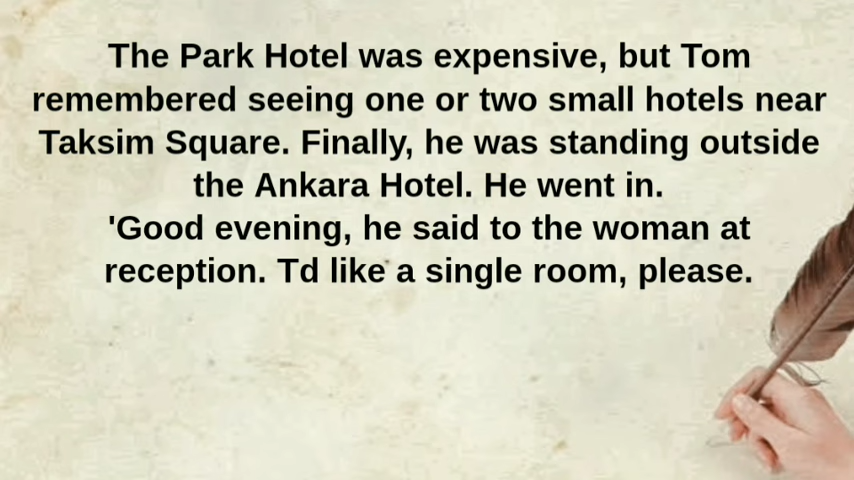 The Park Hotel was expensive, but Tom
remembered seeing one or two small hotels near
Taksim Square. Finally, he was standing outside
the Ankara Hotel. He went in.
'Good evening, he said to the woman at
reception. Td like a single room, please.